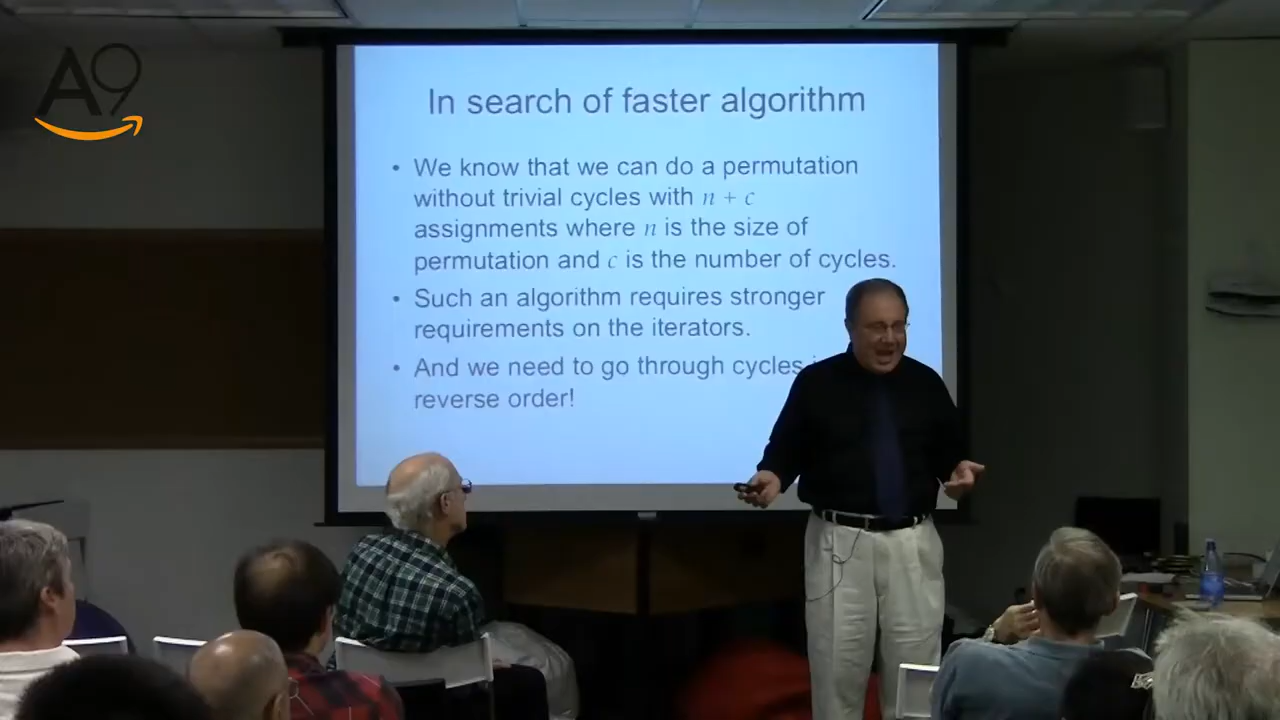 A9
In search of faster algorithm
• We know that we can do a permutation
without trivial cycles with n + c
assignments where n is the size of
permutation and c is the number of cycles.
• Such an algorithm requires stronger
requirements on the iterators.
• And we need to go through cycles
reverse order!